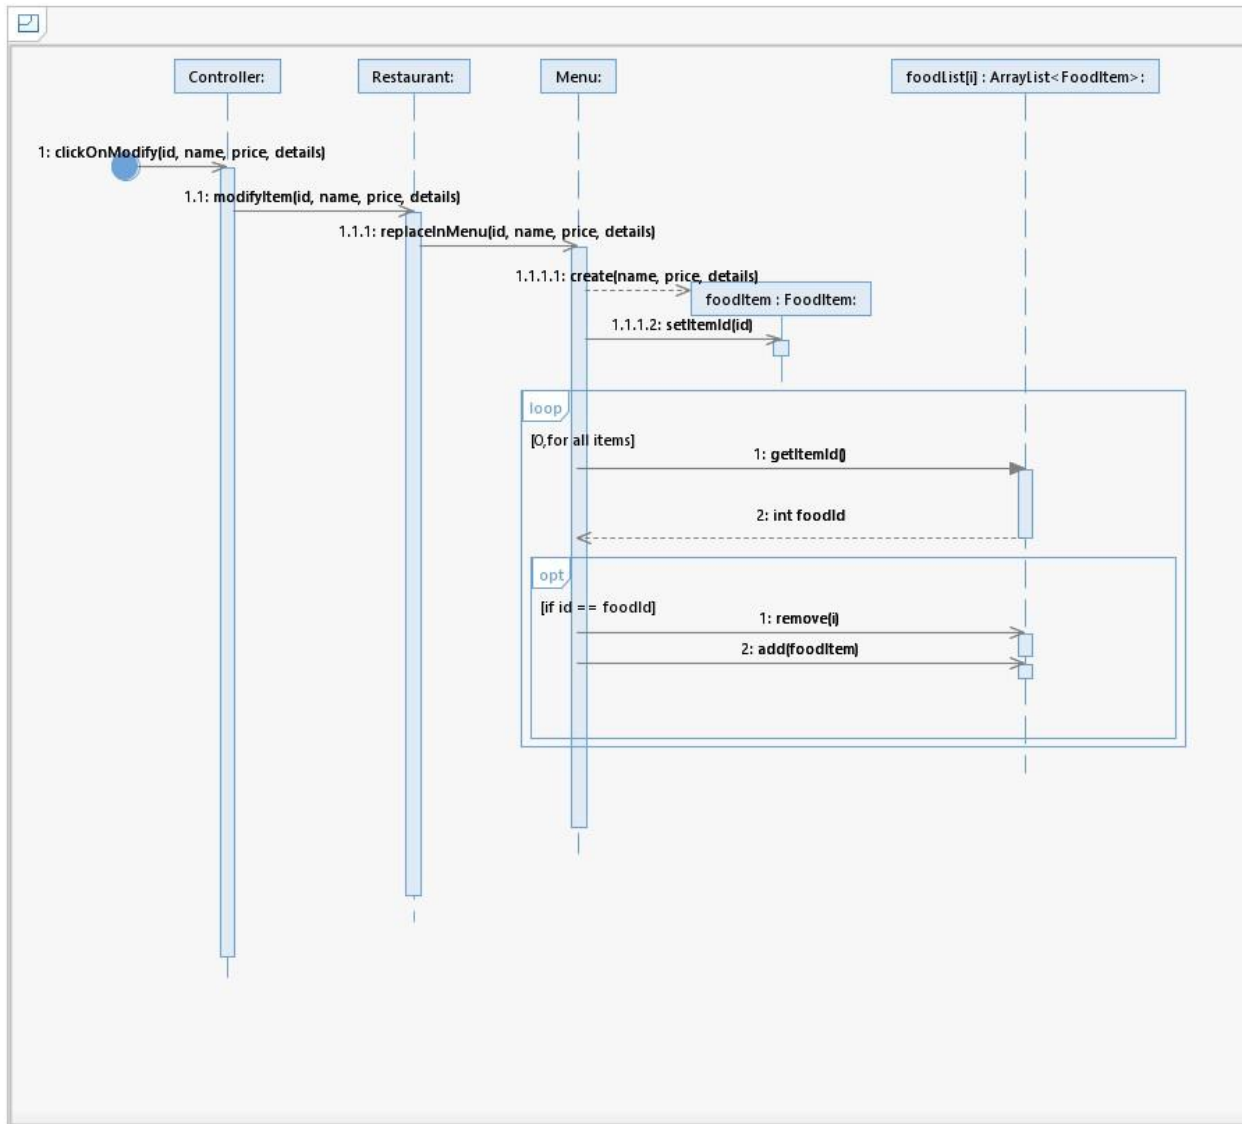 Controller:
Restaurant:
Menu:
foodList[i] : ArrayList<FoodItem>:
1: clickOnModify(id, name, price, details)
1.1: modifyItem(id, name, price, details)
1.1.1: replaceInMenu(id, name, price, details)
1.1.1.1: create(name, price, details)
foodItem : FoodItem:
1.1.1.2: setItemId(id)
loop
[0,for all items]
1: getItemId()
2: int foodId
opt
[if id == foodId]
1: remove(i)
2: add(foodItem)